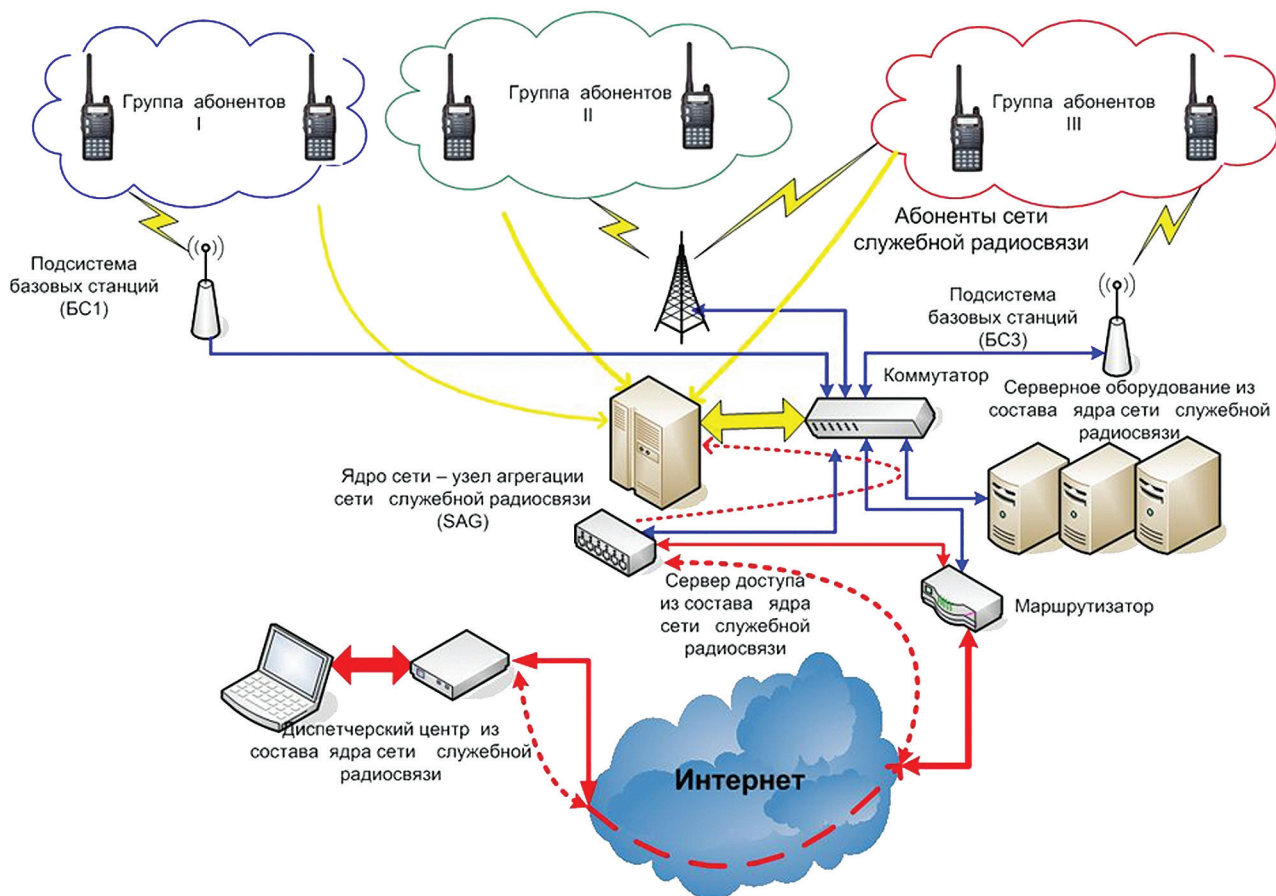 Группа абонентов
I
Группа абонентов
II
Группа абонентов
III
Абоненты сети
служебной радиосвязи
Подсистема
базовых станций
(БС1)
Подсистема
базовых станций
(БС3)
Коммутатор
Серверное оборудование из
состава ядра сети служебной
радиосвязи
Ядро сети – узел агрегации
сети служебной радиосвязи
(SAG)
Сервер доступа
из состава ядра
сети служебной
радиосвязи
Маршрутизатор
Диспетчерский центр из
состава ядра сети служебной
радиосвязи
Интернет